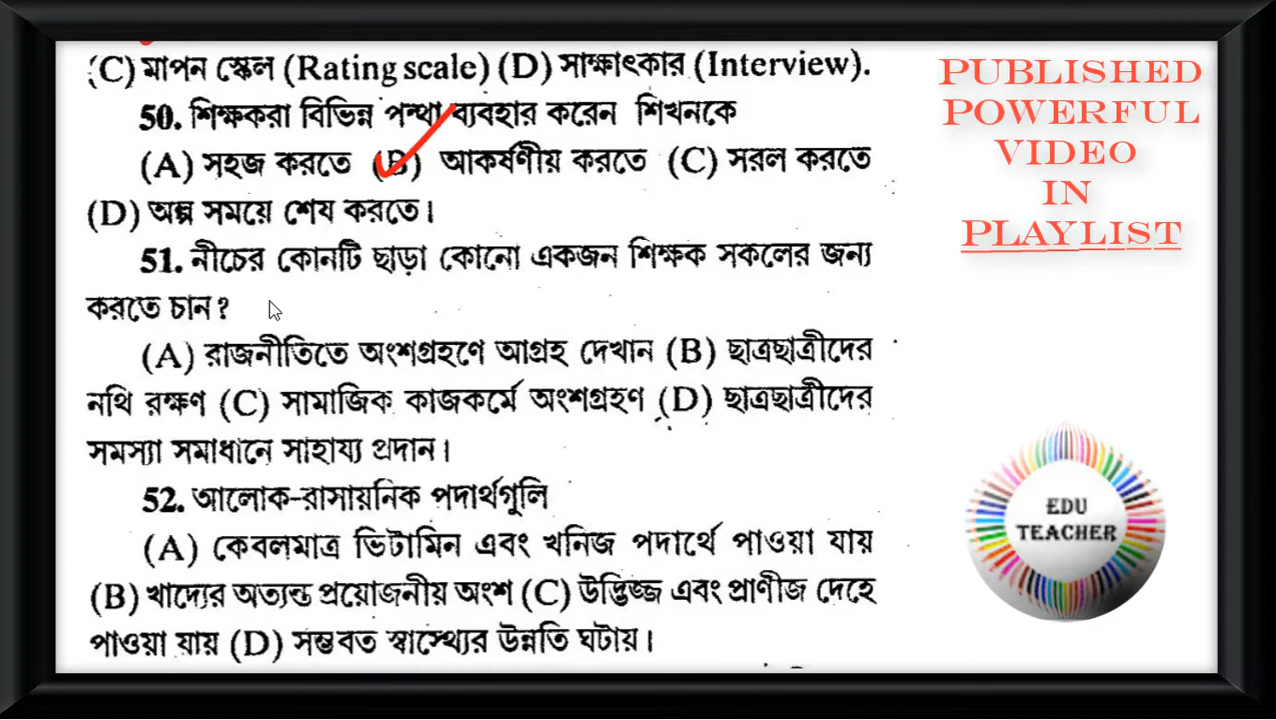 (C) মাপন স্কেল (Rating scale) (D) সাক্ষাৎকার (Interview).
50. শিক্ষকরা বিভিন্ন পন্থা ব্যবহার করেন শিখনকে
(A) সহজ করতে (B) আকর্ষণীয় করতে (C) সরল করতে
(D) অল্প সময়ে শেষ করতে।
51. নীচের কোনটি ছাড়া কোনো একজন শিক্ষক সকলের জন্য
করতে চান?
(A) রাজনীতিতে অংশগ্রহণে আগ্রহ দেখান (B) ছাত্রছাত্রীদের
নথি রক্ষণ (C) সামাজিক কাজকর্মে অংশগ্রহণ (D) ছাত্রছাত্রীদের
সমস্যা সমাধানে সাহায্য প্রদান।
52. আলোক-রাসায়নিক পদার্থগুলি
(A) কেবলমাত্র ভিটামিন এবং খনিজ পদার্থে পাওয়া যায়
(B) খাদ্যের অত্যন্ত প্রয়োজনীয় অংশ (C) উদ্ভিজ্জ এবং প্রাণীজ দেহে
পাওয়া যায় (D) সম্ভবত স্বাস্থ্যের উন্নতি ঘটায়।
PUBLISHED
POWERFUL
VIDEO
IN
PLAYLIST
EDU
TEACHER